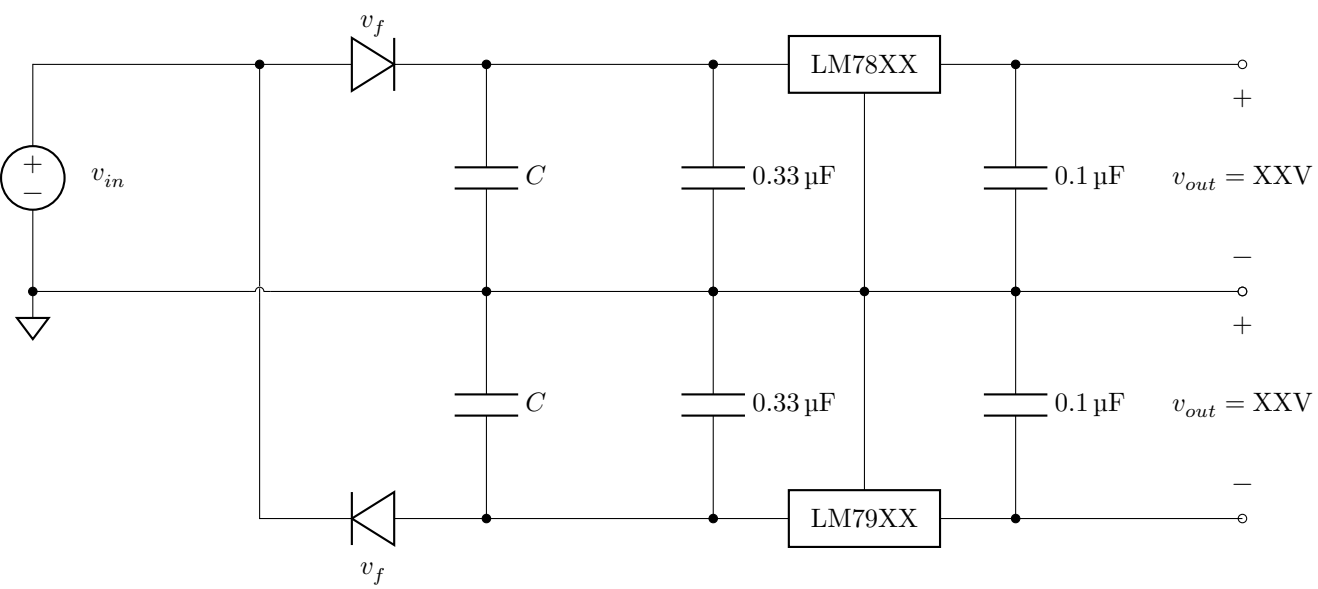 v_f
LM78XX
+
+
−
v_in
C
0.33 µF
0.1 µF
v_out = XXV
−
+
C
0.33 µF
0.1 µF
v_out = XXV
−
LM79XX
v_f